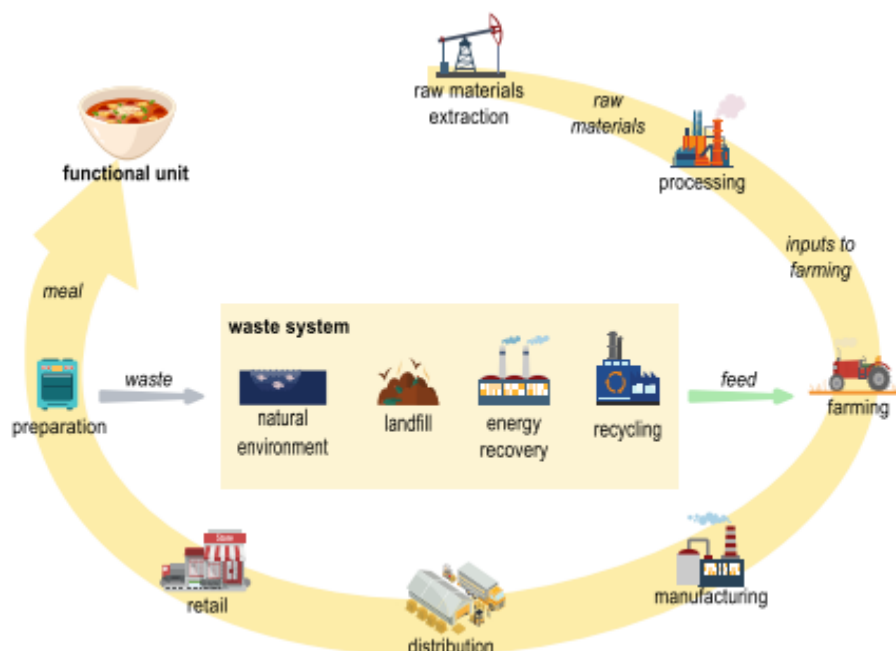 raw materials
extraction
raw
materials
processing
inputs to
farming
farming
manufacturing
distribution
Store
retail
preparation
meal
functional unit
waste
waste system
natural
environment
landfill
energy
recovery
recycling
feed